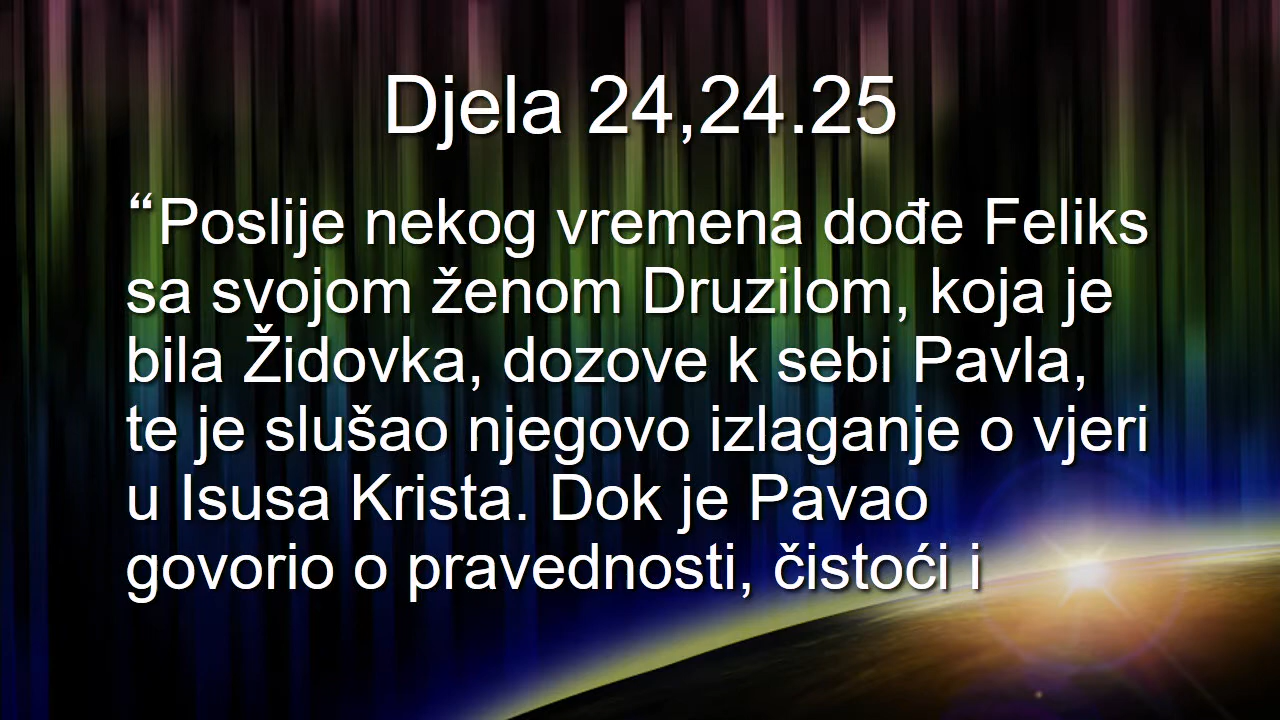 Djela 24,24.25
“Poslije nekog vremena dođe Feliks
sa svojom ženom Druzilom, koja je
bila Židovka, dozove k sebi Pavla,
te je slušao njegovo izlaganje o vjeri
u Isusa Krista. Dok je Pavao
govorio o pravednosti, čistoći i